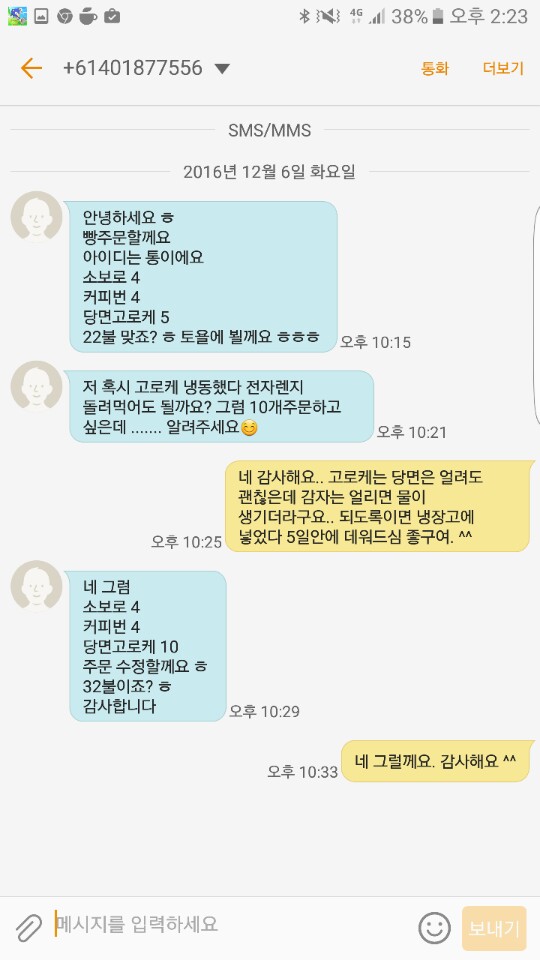 4G 38% 오후 2:23
+61401877556 통화 더보기
SMS/MMS
2016년 12월 6일 화요일
안녕하세요 ㅎ
빵주문할께요
아이디는 통이에요
소보로 4
커피번 4
당면고로케 5
22불 맞죠? ㅎ 토욜에 뵐께요 ㅎㅎㅎ
오후 10:15
저 혹시 고로케 냉동했다 전자렌지
돌려먹어도 될까요? 그럼 10개주문하고
싶은데 ....... 알려주세요😊
오후 10:21
네 감사해요.. 고로케는 당면은 얼려도
괜칞은데 감자는 얼리면 물이
생기더라구요.. 되도록이면 냉장고에
넣었다 5일안에 데워드심 좋구여. ^^
오후 10:25
네 그럼
소보로 4
커피번 4
당면고로케 10
주문 수정할께요 ㅎ
32불이죠? ㅎ
감사합니다
오후 10:29
네 그럴께요. 감사해요 ^^
오후 10:33
메시지를 입력하세요 보내기